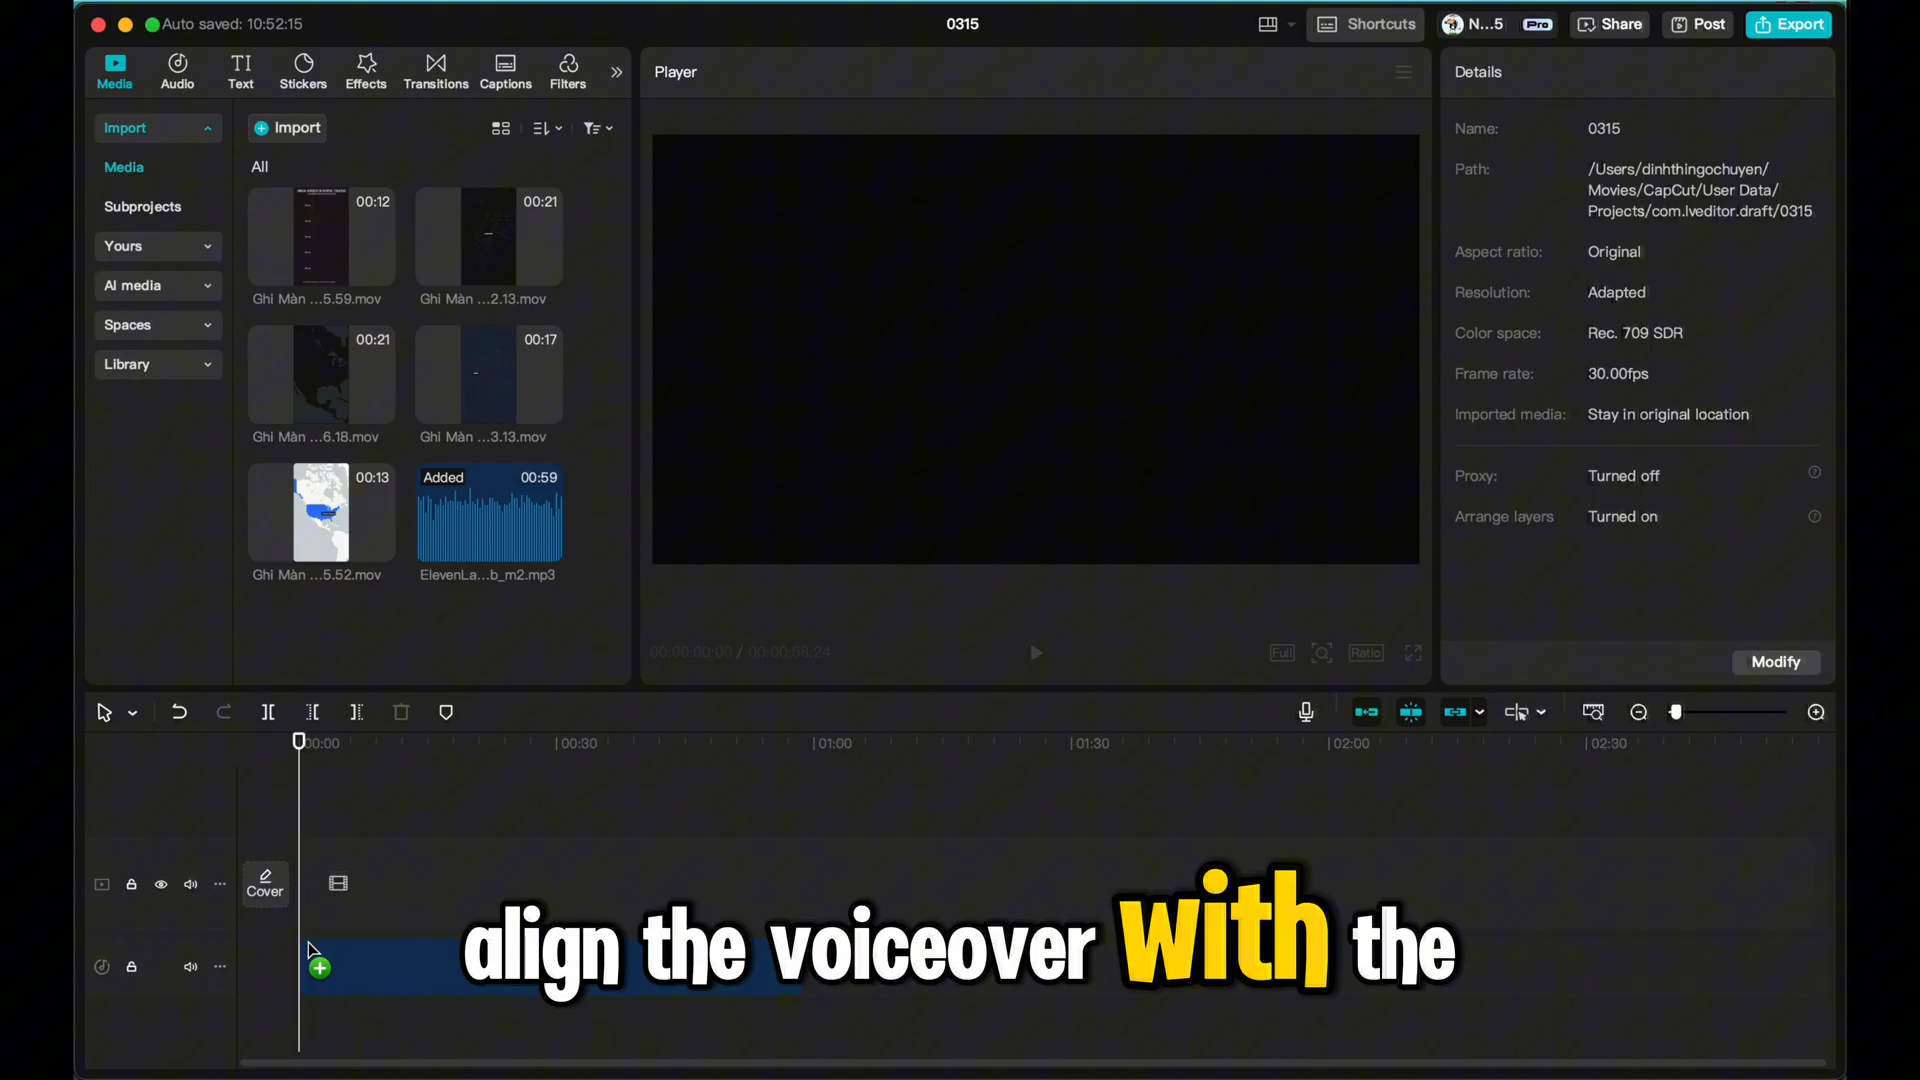 Auto saved: 10:52:15
0315
Shortcuts
N...5
Pro
Share
Post
Export
Media
Audio
Text
Stickers
Effects
Transitions
Captions
Filters
Import
Media
Subprojects
Yours
AI media
Spaces
Library
Import
All
00:12
00:21
Ghi Màn ...5.59.mov
Ghi Màn ...2.13.mov
00:21
00:17
Ghi Màn ...6.18.mov
Ghi Màn ...3.13.mov
00:13
Added
00:59
Ghi Màn ...5.52.mov
ElevenLa...b_m2.mp3
Player
00:00:00:00 / 00:00:58:24
Full
Ratio
Details
Name: 0315
Path: /Users/dinhthingochuyen/
Movies/CapCut/User Data/
Projects/com.lveditor.draft/0315
Aspect ratio: Original
Resolution: Adapted
Color space: Rec. 709 SDR
Frame rate: 30.00fps
Imported media: Stay in original location
Proxy: Turned off
Arrange layers Turned on
Modify
00:00
00:30
01:00
01:30
02:00
02:30
Cover
align the voiceover with the